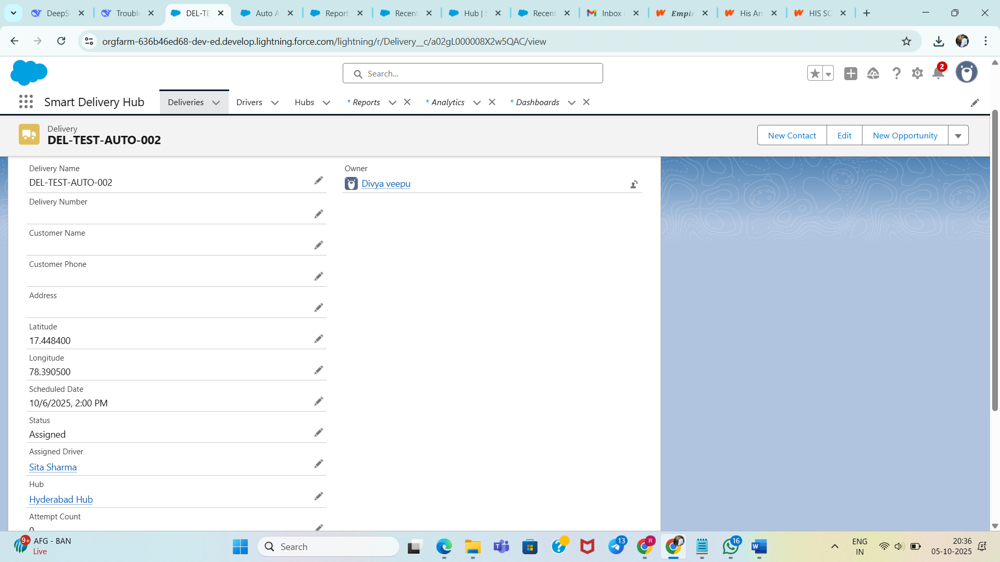 DeepS
Trouble
DEL-TE
Auto A
Report
Recent
Hub | S
Recent
Inbox
Empir
His Arr
HIS SC
orgfarm-636b46ed68-dev-ed.develop.lightning.force.com/lightning/r/Delivery__c/a02gL000008X2w5QAC/view
Search...
2
Smart Delivery Hub
Deliveries
Drivers
Hubs
* Reports
* Analytics
* Dashboards
Delivery
DEL-TEST-AUTO-002
New Contact
Edit
New Opportunity
Delivery Name
DEL-TEST-AUTO-002
Owner
Divya veepu
Delivery Number
Customer Name
Customer Phone
Address
Latitude
17.448400
Longitude
78.390500
Scheduled Date
10/6/2025, 2:00 PM
Status
Assigned
Assigned Driver
Sita Sharma
Hub
Hyderabad Hub
Attempt Count
0
9+
AFG - BAN
Live
Search
13
R
16
ENG
IN
20:36
05-10-2025